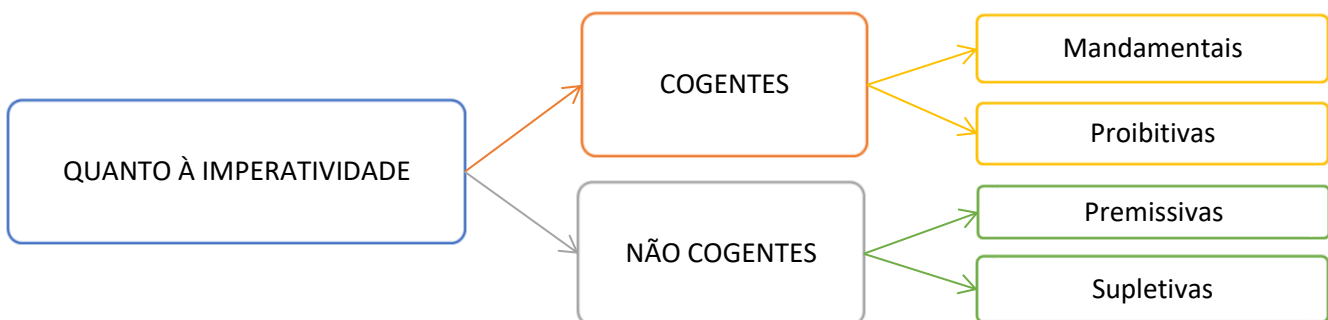 QUANTO À IMPERATIVIDADE
COGENTES
Mandamentais
Proibitivas
NÃO COGENTES
Premissivas
Supletivas